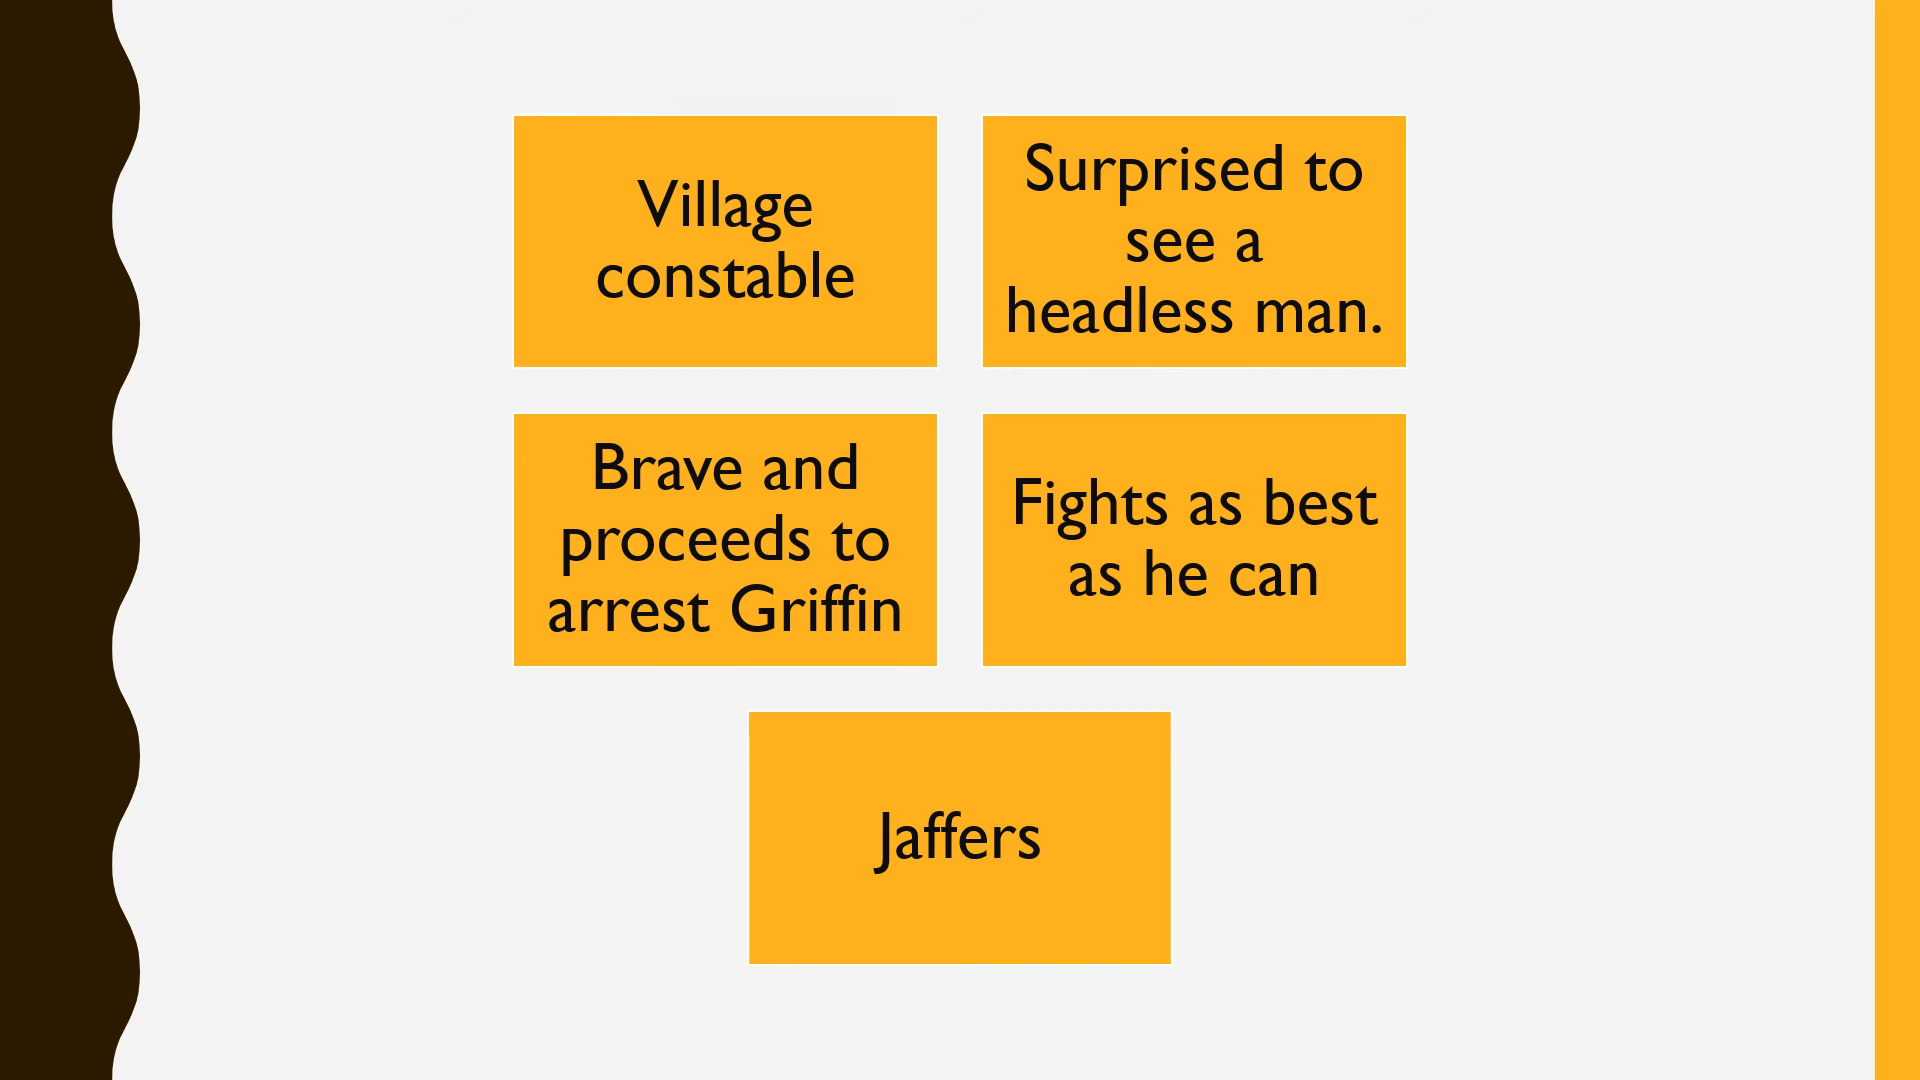 Village
constable
Surprised to
see a
headless man.
Brave and
proceeds to
arrest Griffin
Fights as best
as he can
Jaffers